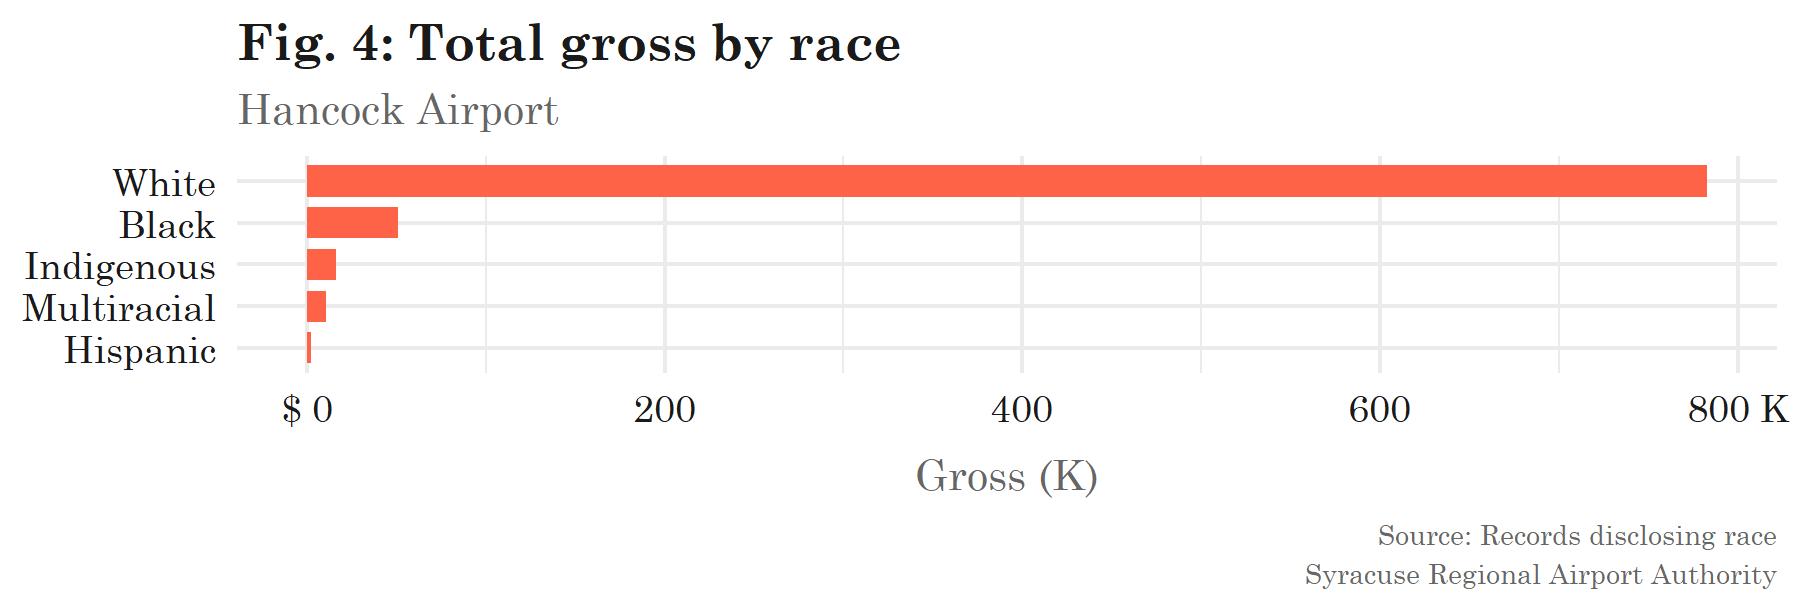 Fig. 4: Total gross by race
Hancock Airport
White
Black
Indigenous
Multiracial
Hispanic
$ 0 200 400 600 800 K
Gross (K)
Source: Records disclosing race
Syracuse Regional Airport Authority